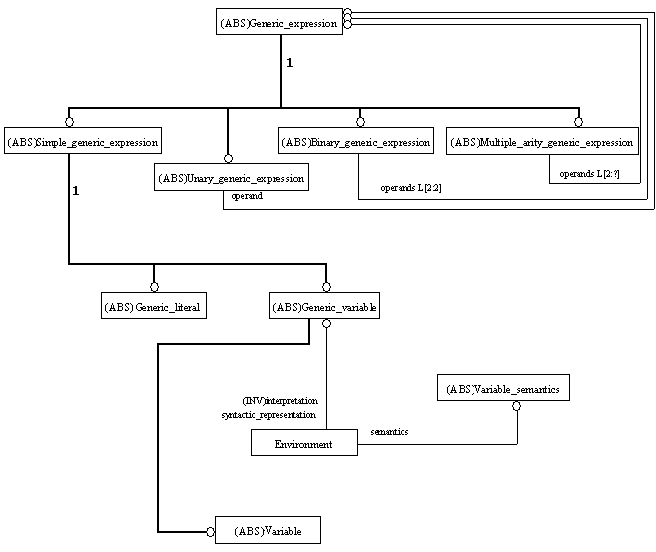 (ABS)Generic_expression
1
(ABS)Simple_generic_expression
(ABS)Binary_generic_expression
(ABS)Multiple_arity_generic_expression
(ABS)Unary_generic_expression
operands L[2:?]
operands L[2:2]
operand
1
(ABS)Generic_literal
(ABS)Generic_variable
(ABS)Variable_semantics
(INV)interpretation
syntactic_representation
semantics
Environment
(ABS)Variable